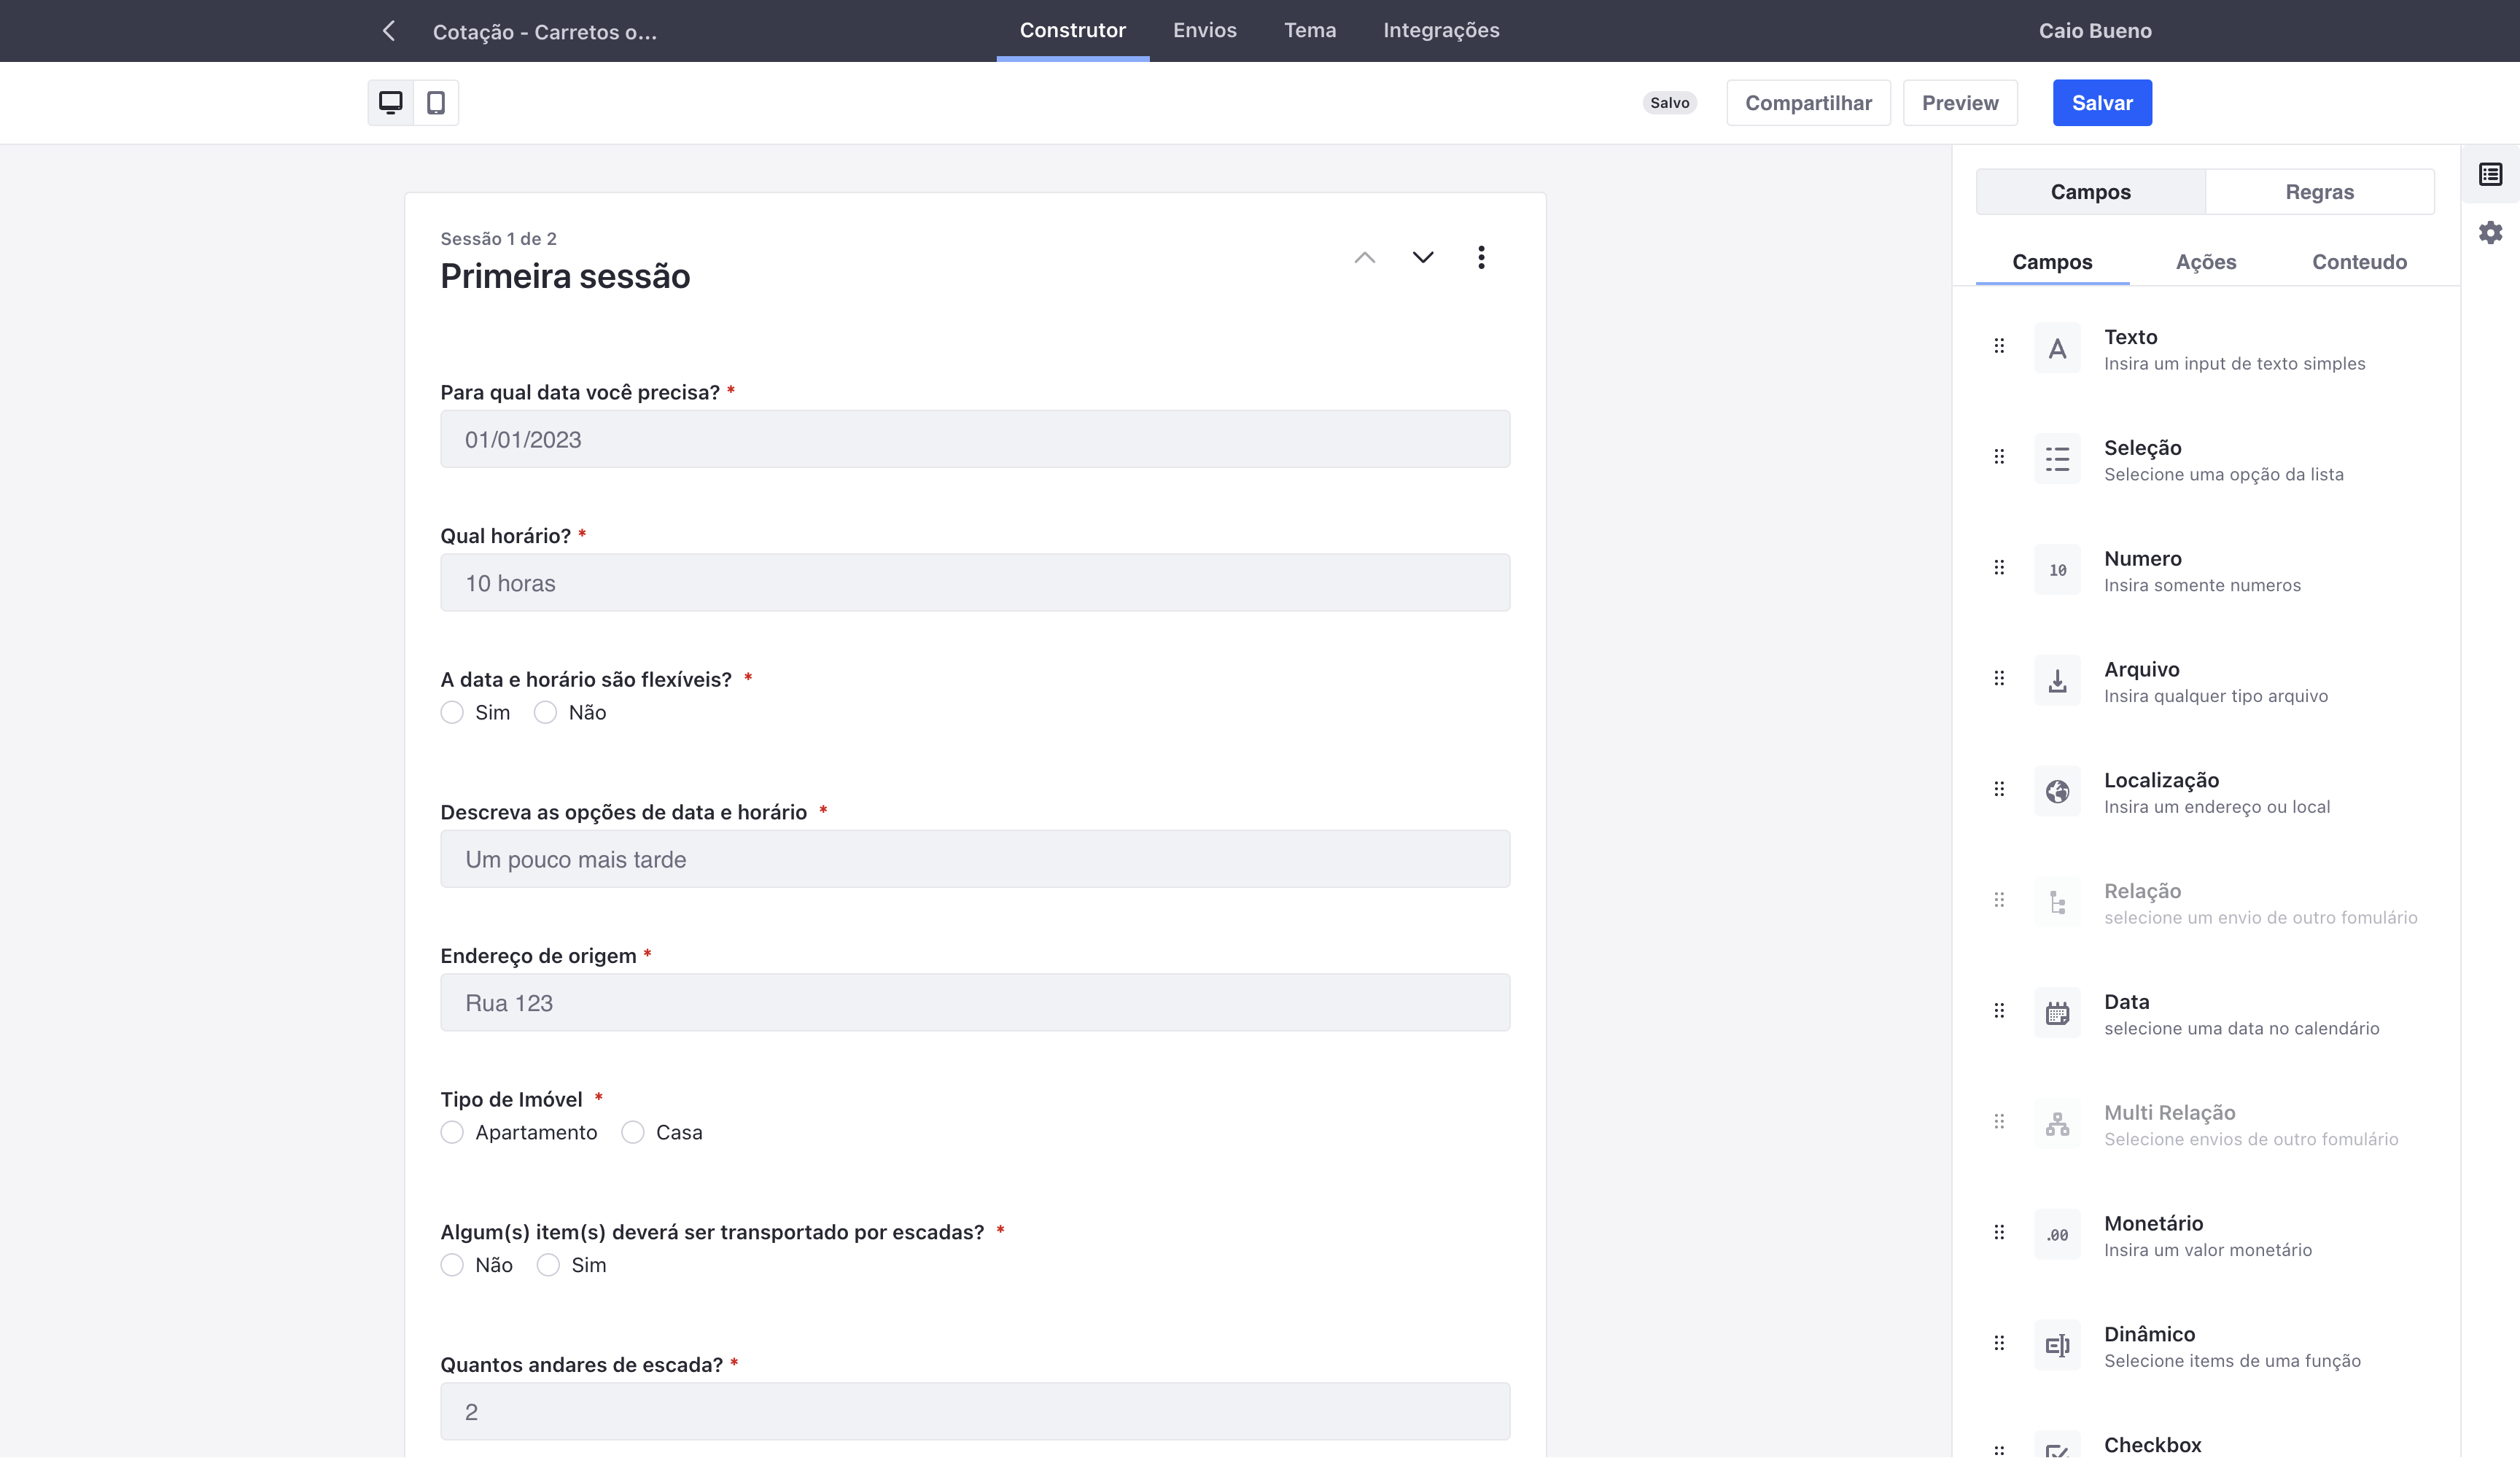 Cotação - Carretos o...
Construtor
Envios
Tema
Integrações
Caio Bueno
Salvo
Compartilhar
Preview
Salvar
Sessão 1 de 2
Primeira sessão
Para qual data você precisa? *
01/01/2023
Qual horário? *
10 horas
A data e horário são flexíveis? *
Sim
Não
Descreva as opções de data e horário *
Um pouco mais tarde
Endereço de origem *
Rua 123
Tipo de Imóvel *
Apartamento
Casa
Algum(s) item(s) deverá ser transportado por escadas? *
Não
Sim
Quantos andares de escada? *
2
Campos
Regras
Campos
Ações
Conteudo
A
Texto
Insira um input de texto simples
Seleção
Selecione uma opção da lista
10
Numero
Insira somente numeros
Arquivo
Insira qualquer tipo arquivo
Localização
Insira um endereço ou local
Relação
selecione um envio de outro fomulário
Data
selecione uma data no calendário
Multi Relação
Selecione envios de outro fomulário
.00
Monetário
Insira um valor monetário
Dinâmico
Selecione items de uma função
Checkbox